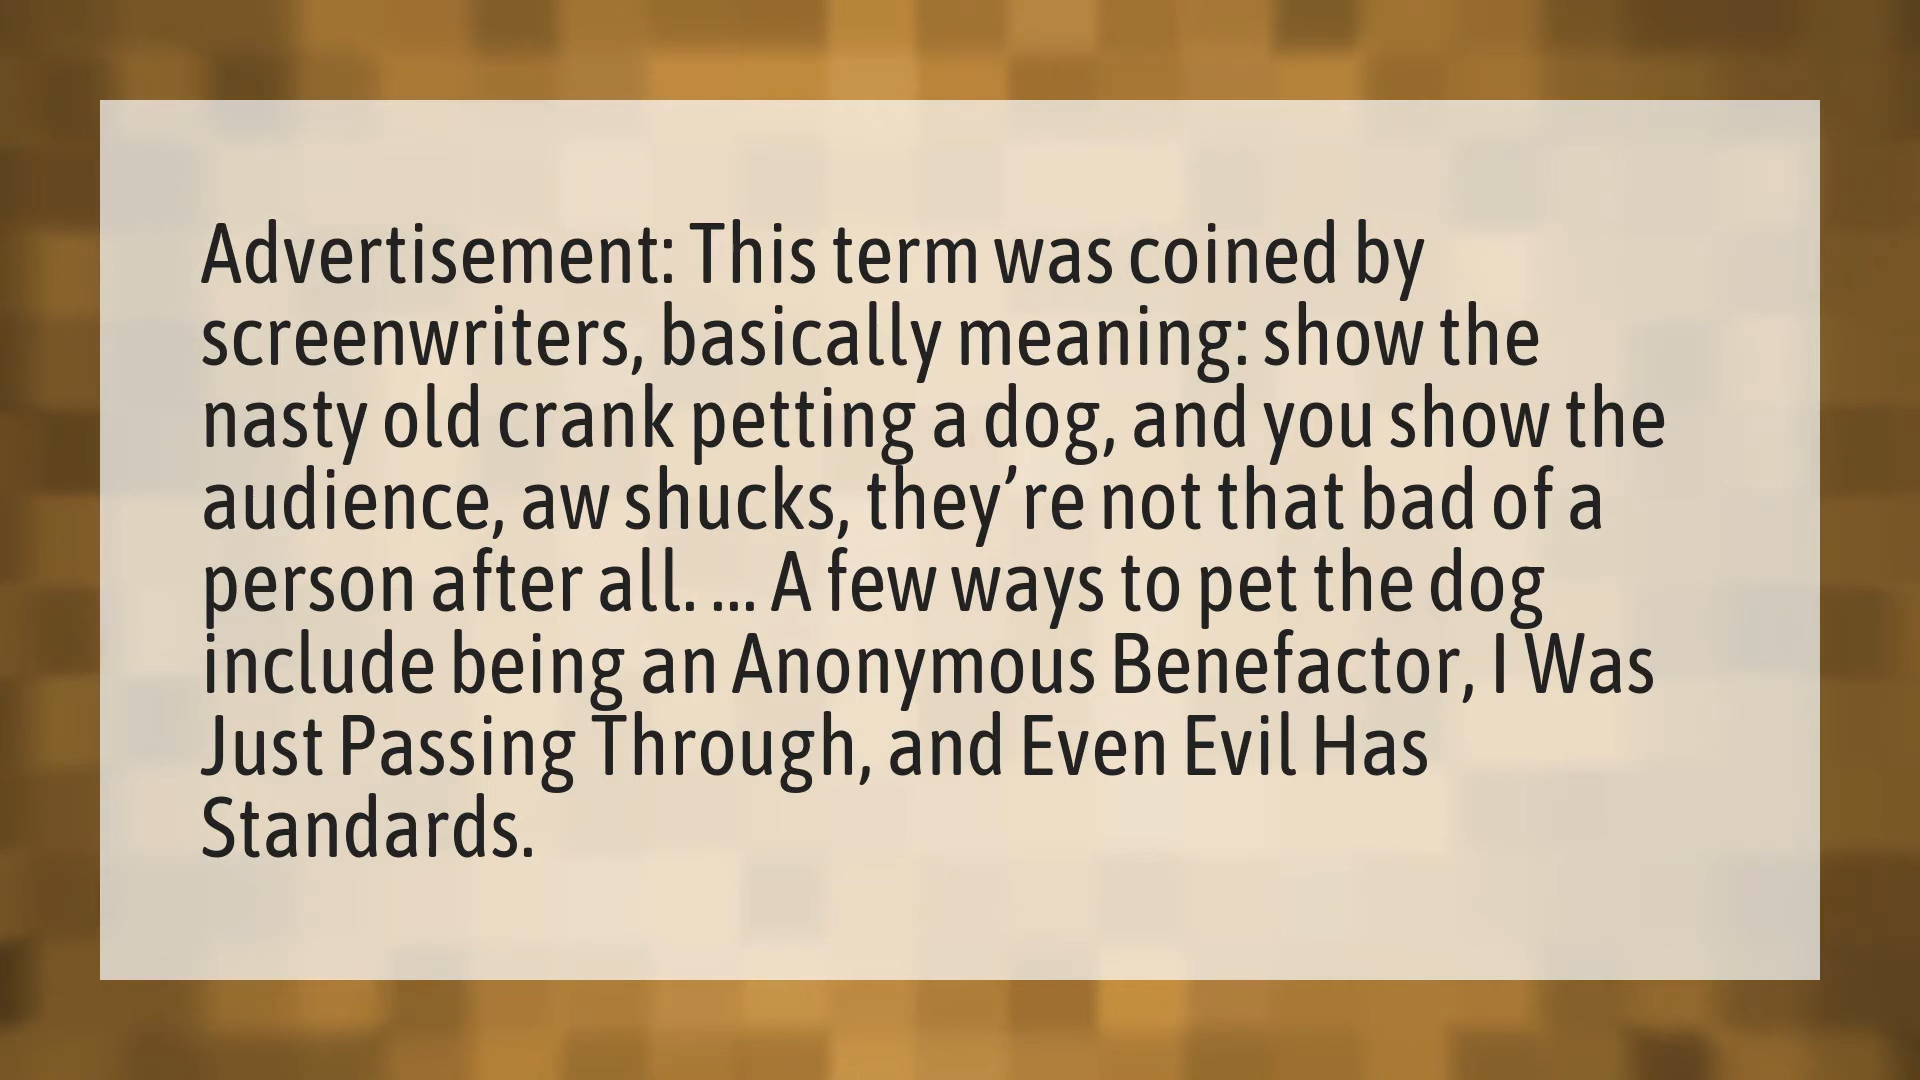 Advertisement: This term was coined by
screenwriters, basically meaning: show the
nasty old crank petting a dog, and you show the
audience, aw shucks, they’re not that bad of a
person after all. ... A few ways to pet the dog
include being an Anonymous Benefactor, I Was
Just Passing Through, and Even Evil Has
Standards.